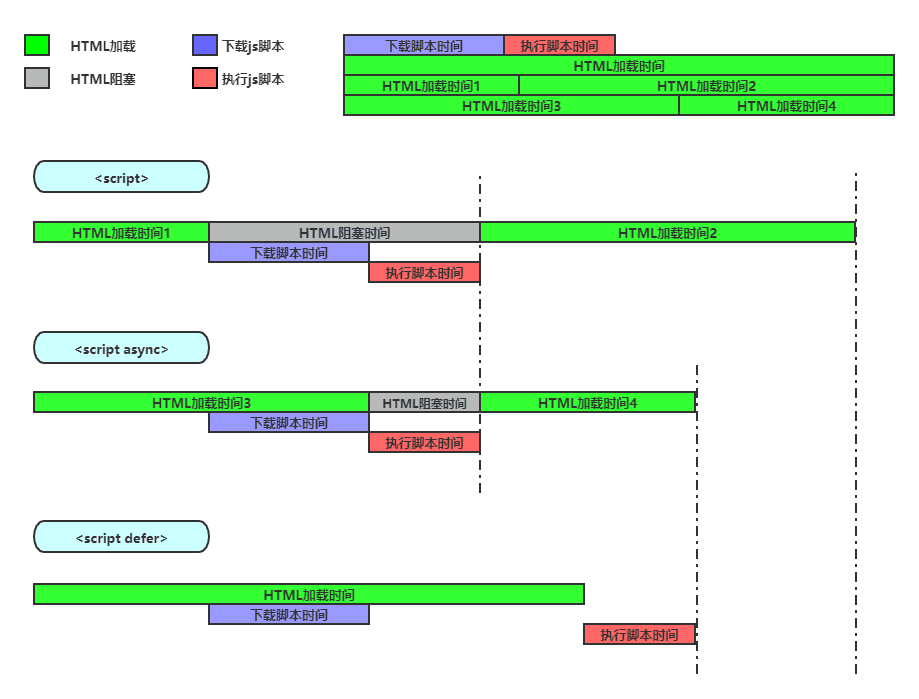 HTML加载 下载js脚本
HTML阻塞 执行js脚本
下载脚本时间 执行脚本时间
HTML加载时间
HTML加载时间1 HTML加载时间2
HTML加载时间3 HTML加载时间4
<script>
HTML加载时间1 HTML阻塞时间 HTML加载时间2
下载脚本时间
执行脚本时间
<script async>
HTML加载时间3 HTML阻塞时间 HTML加载时间4
下载脚本时间
执行脚本时间
<script defer>
HTML加载时间
下载脚本时间
执行脚本时间